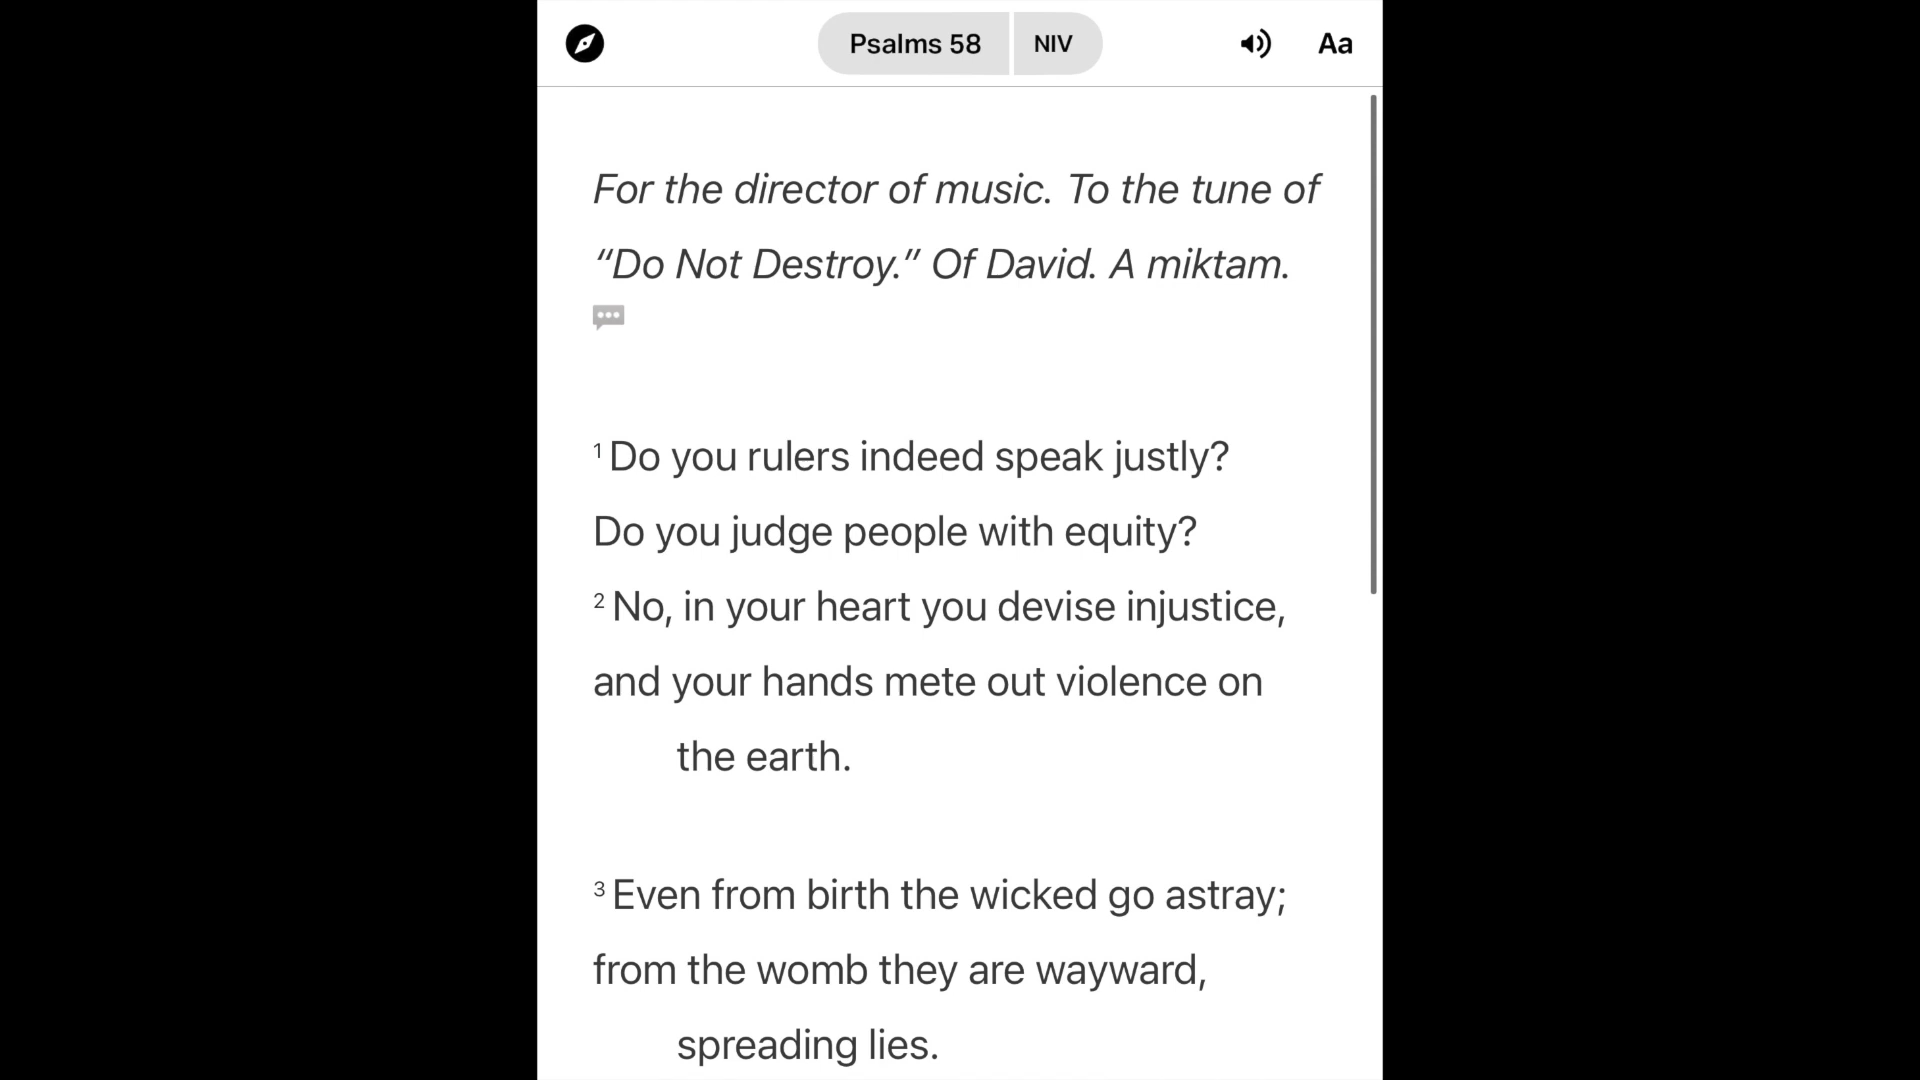 Psalms 58 NIV Aa
For the director of music. To the tune of
“Do Not Destroy.” Of David. A miktam.
1 Do you rulers indeed speak justly?
Do you judge people with equity?
2 No, in your heart you devise injustice,
and your hands mete out violence on
the earth.
3 Even from birth the wicked go astray;
from the womb they are wayward,
spreading lies.